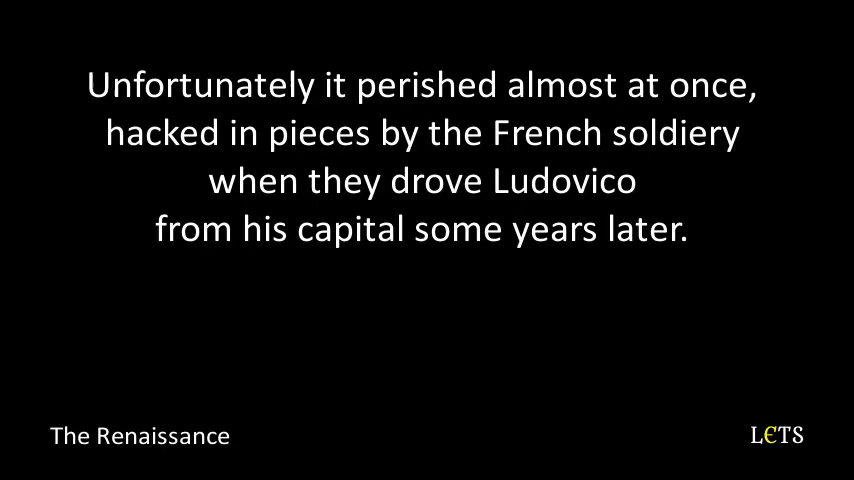 Unfortunately it perished almost at once,
hacked in pieces by the French soldiery
when they drove Ludovico
from his capital some years later.
The Renaissance
LЄTS